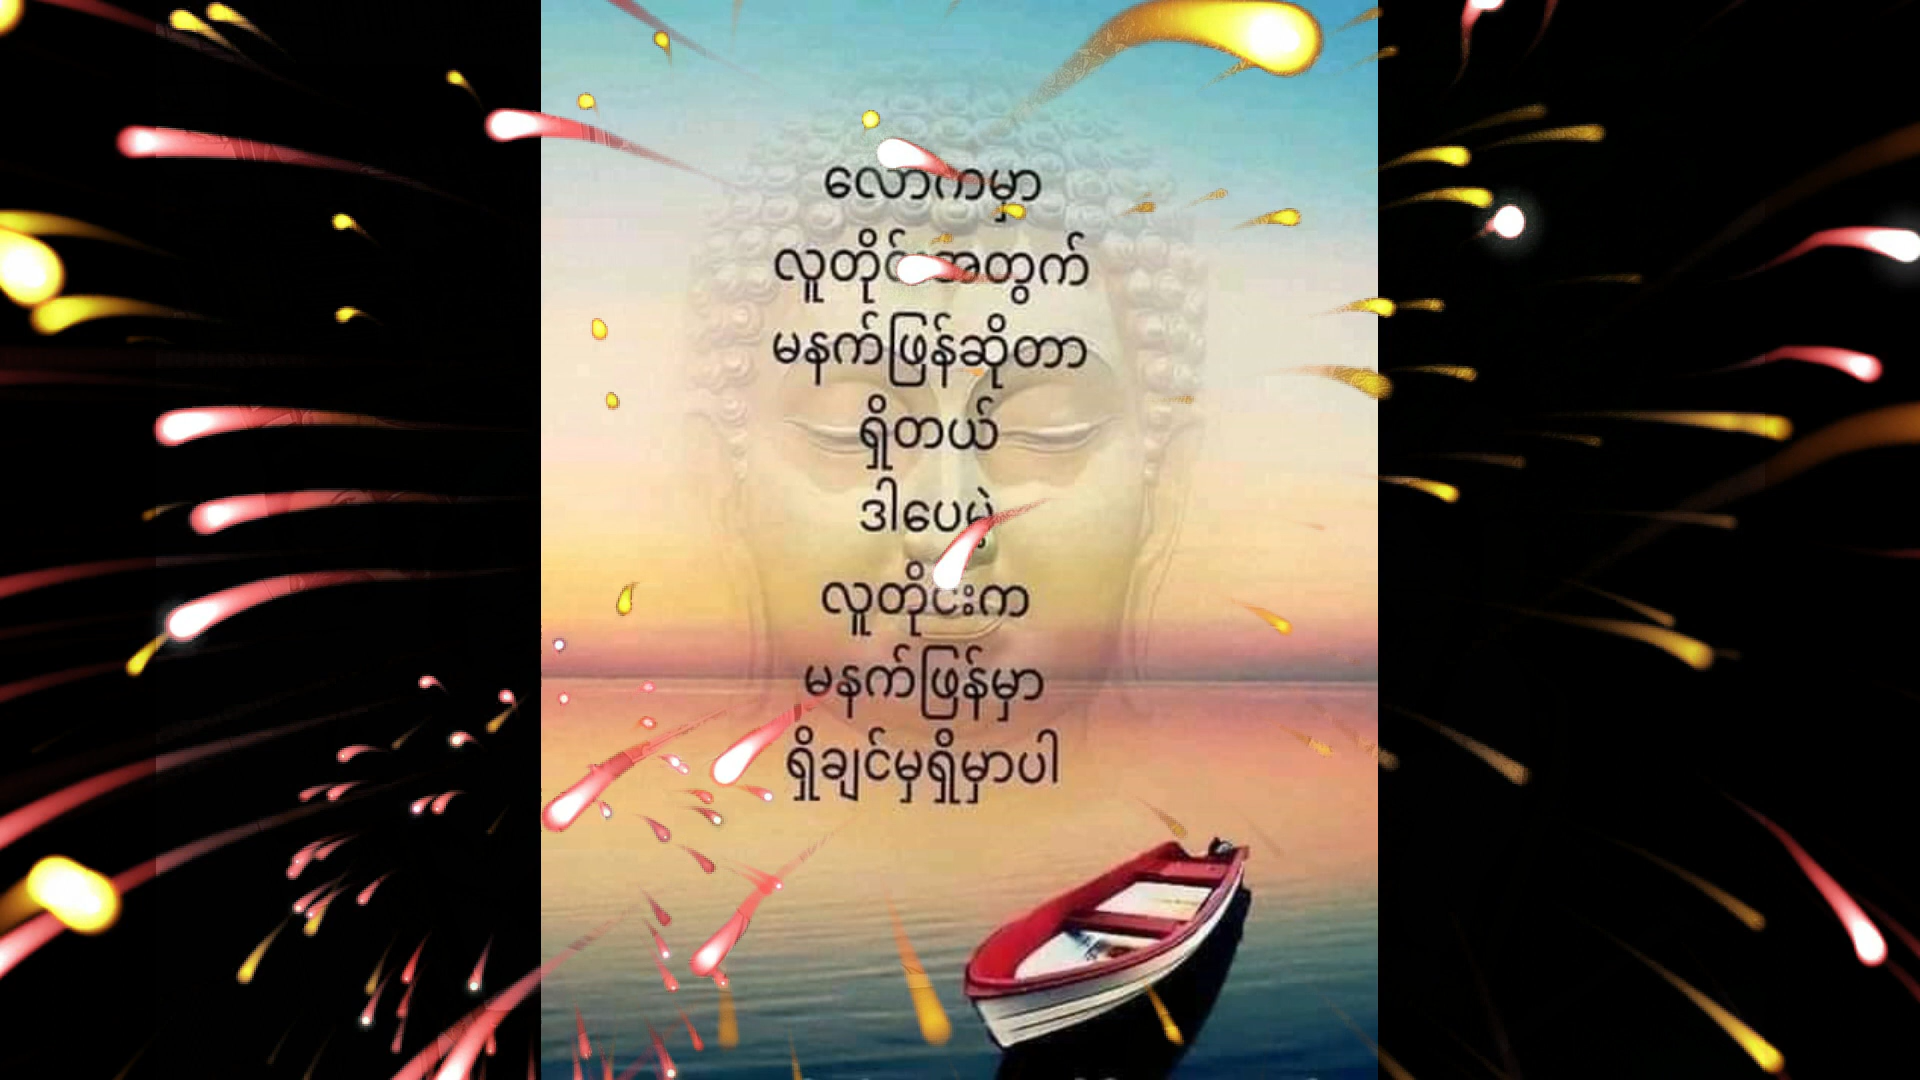 လောကမှာ
လူတိုင်းအတွက်
မနက်ဖြန်ဆိုတာ
ရှိတယ်
ဒါပေမဲ့
လူတိုင်းက
မနက်ဖြန်မှာ
ရှိချင်မှရှိမှာပါ